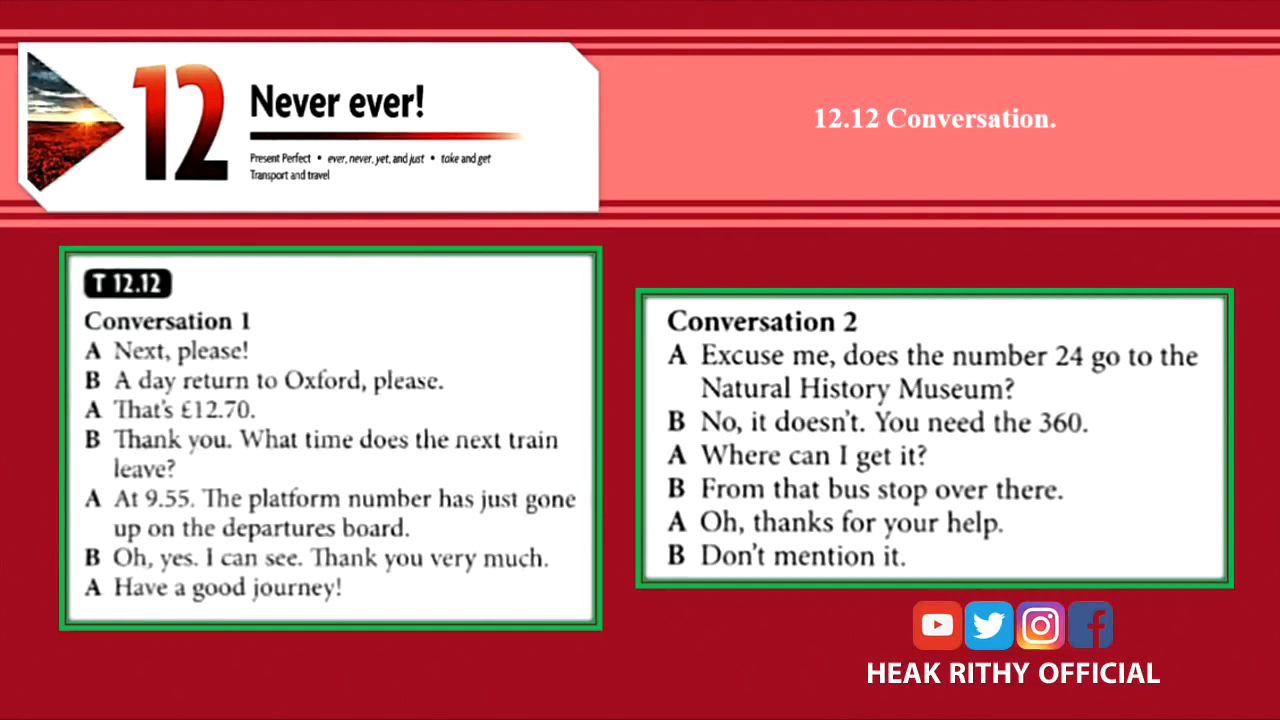 12
Never ever!
Present Perfect • ever, never, yet, and just • take and get
Transport and travel
12.12 Conversation.
T 12.12
Conversation 1
A Next, please!
B A day return to Oxford, please.
A That's £12.70.
B Thank you. What time does the next train
leave?
A At 9.55. The platform number has just gone
up on the departures board.
B Oh, yes. I can see. Thank you very much.
A Have a good journey!
Conversation 2
A Excuse me, does the number 24 go to the
Natural History Museum?
B No, it doesn't. You need the 360.
A Where can I get it?
B From that bus stop over there.
A Oh, thanks for your help.
B Don't mention it.
HEAK RITHY OFFICIAL